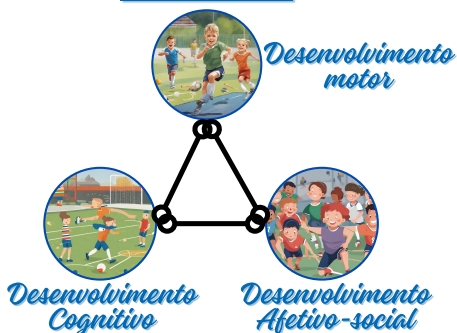 Desenvolvimento
motor
Desenvolvimento
Cognitivo
Desenvolvimento
Afetivo-social